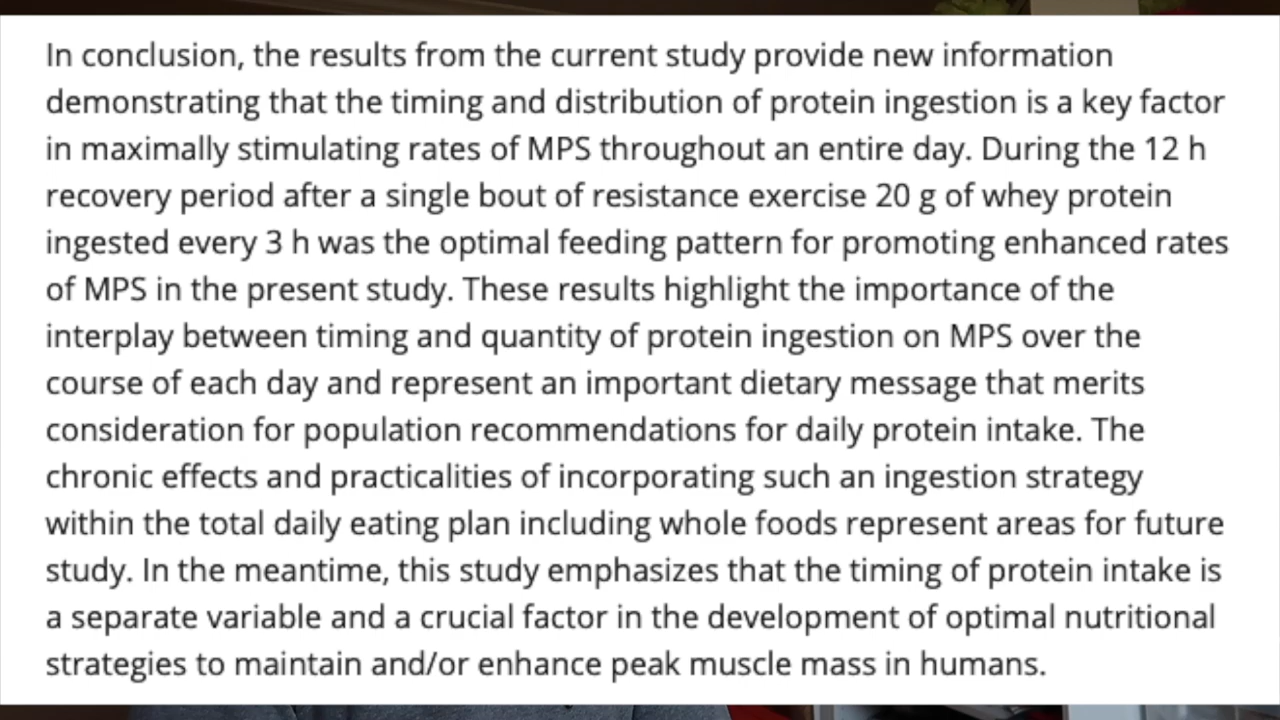 In conclusion, the results from the current study provide new information
demonstrating that the timing and distribution of protein ingestion is a key factor
in maximally stimulating rates of MPS throughout an entire day. During the 12 h
recovery period after a single bout of resistance exercise 20 g of whey protein
ingested every 3 h was the optimal feeding pattern for promoting enhanced rates
of MPS in the present study. These results highlight the importance of the
interplay between timing and quantity of protein ingestion on MPS over the
course of each day and represent an important dietary message that merits
consideration for population recommendations for daily protein intake. The
chronic effects and practicalities of incorporating such an ingestion strategy
within the total daily eating plan including whole foods represent areas for future
study. In the meantime, this study emphasizes that the timing of protein intake is
a separate variable and a crucial factor in the development of optimal nutritional
strategies to maintain and/or enhance peak muscle mass in humans.